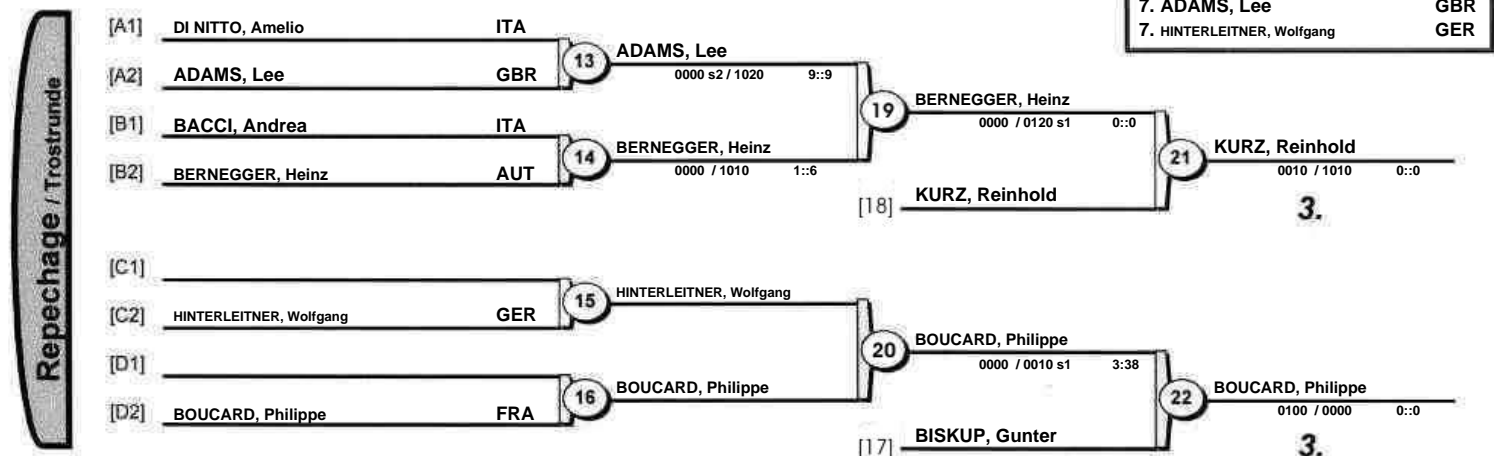 7. ADAMS, Lee GBR
7. HINTERLEITNER, Wolfgang GER
Repechage / Trostrunde
[A1] DI NITTO, Amelio ITA
13 ADAMS, Lee
0000 s2 / 1020 9::9
[A2] ADAMS, Lee GBR
19 BERNEGGER, Heinz
0000 / 0120 s1 0::0
[B1] BACCI, Andrea ITA
14 BERNEGGER, Heinz
0000 / 1010 1::6
[B2] BERNEGGER, Heinz AUT
21 KURZ, Reinhold
0010 / 1010 0::0
[18] KURZ, Reinhold
3.
[C1]
15 HINTERLEITNER, Wolfgang
[C2] HINTERLEITNER, Wolfgang GER
20 BOUCARD, Philippe
0000 / 0010 s1 3:38
[D1]
16 BOUCARD, Philippe
[D2] BOUCARD, Philippe FRA
22 BOUCARD, Philippe
0100 / 0000 0::0
[17] BISKUP, Gunter
3.